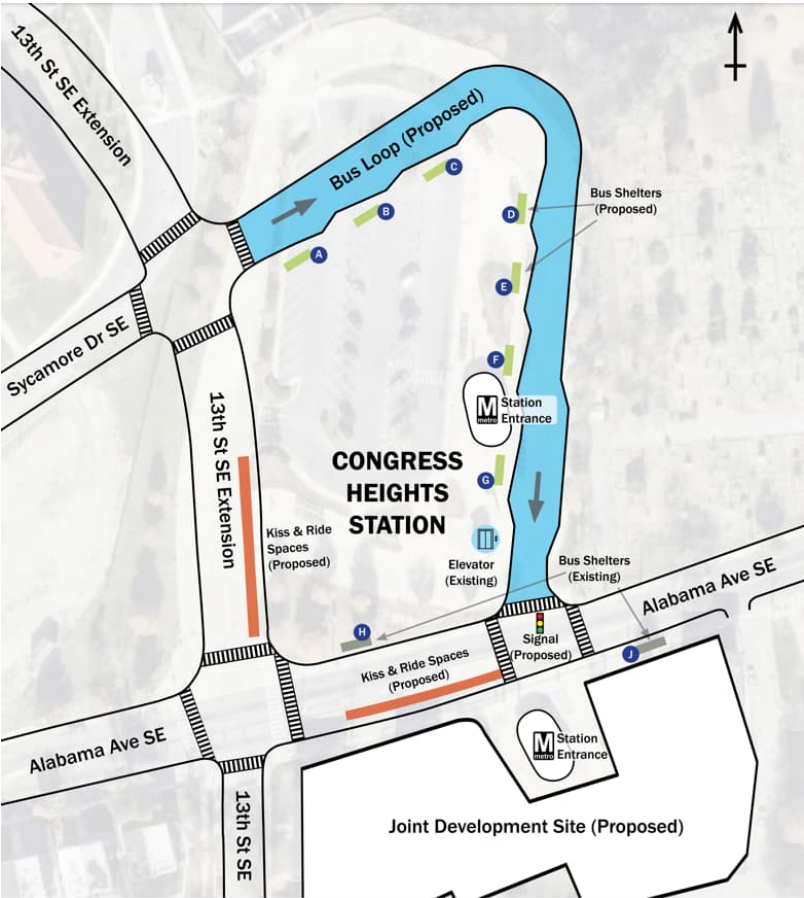 13th St SE Extension
Bus Loop (Proposed)
C
B
A
D
Bus Shelters
(Proposed)
E
Sycamore Dr SE
F
M
metro
Station
Entrance
13th St SE Extension
CONGRESS
HEIGHTS
STATION
G
Kiss & Ride
Spaces
(Proposed)
Elevator
(Existing)
Bus Shelters
(Existing)
Alabama Ave SE
H
Signal
(Proposed)
J
Kiss & Ride Spaces
(Proposed)
Alabama Ave SE
M
metro
Station
Entrance
13th St SE
Joint Development Site (Proposed)